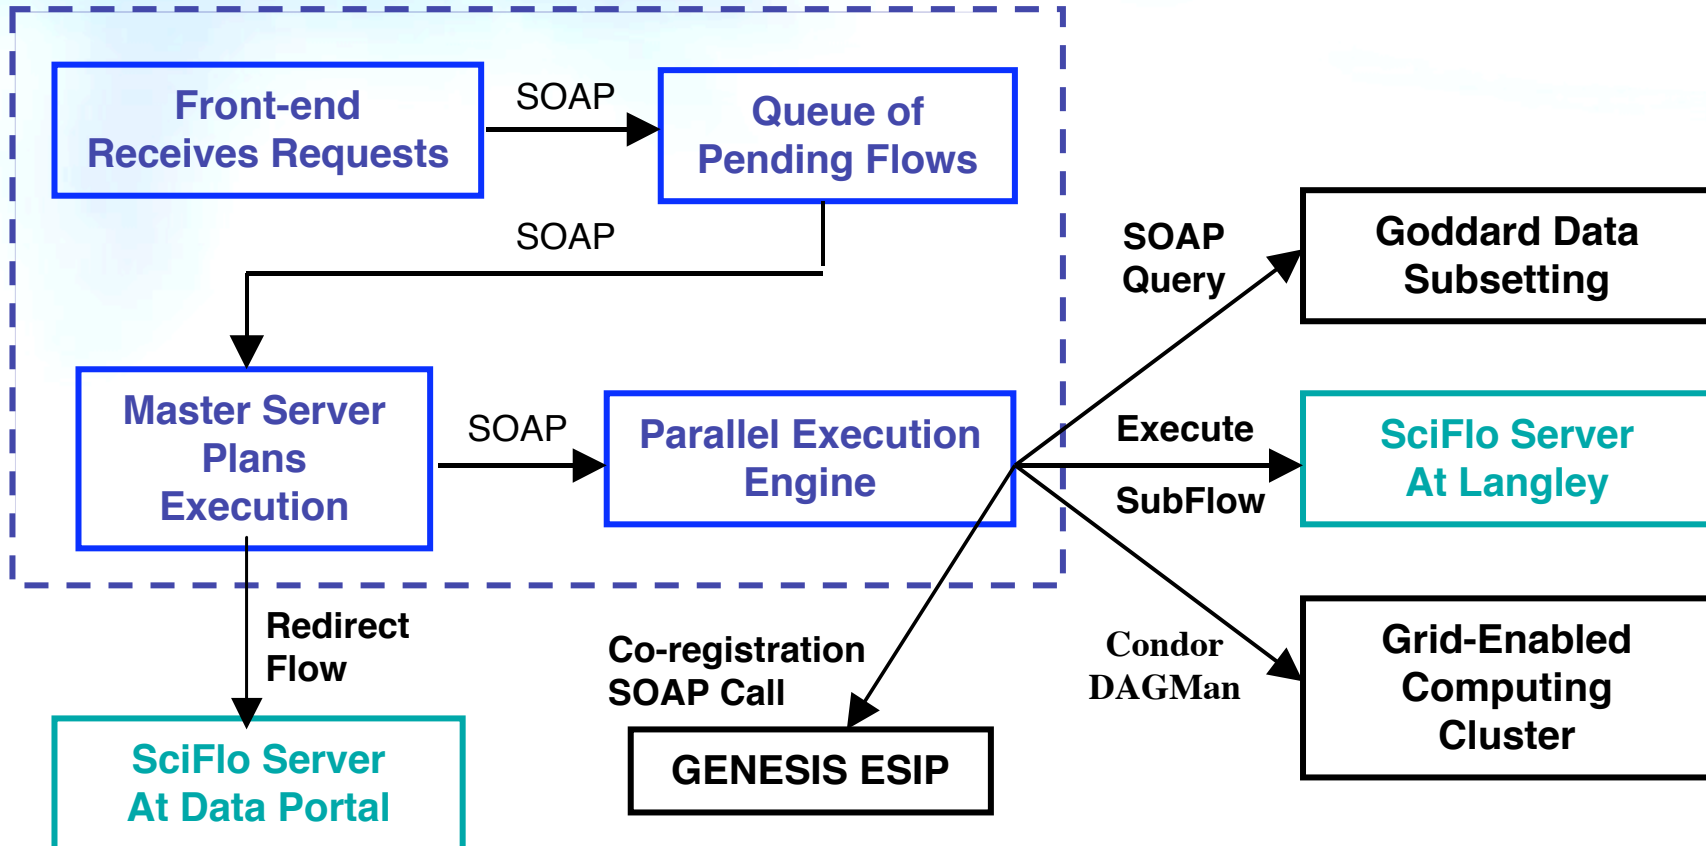 Front-end
Receives Requests
SOAP
Queue of
Pending Flows
SOAP
Master Server
Plans
Execution
SOAP
Parallel Execution
Engine
SOAP
Query
Goddard Data
Subsetting
Execute
SubFlow
SciFlo Server
At Langley
Condor
DAGMan
Grid-Enabled
Computing
Cluster
Redirect
Flow
Co-registration
SOAP Call
GENESIS ESIP
SciFlo Server
At Data Portal